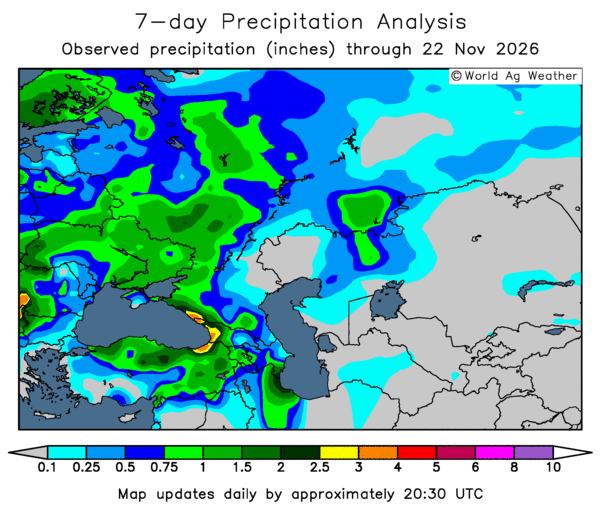 7-day Precipitation Analysis
Observed precipitation (inches) through 22 Nov 2026
© World Ag Weather
0.1 0.25 0.5 0.75 1 1.5 2 2.5 3 4 5 6 8 10
Map updates daily by approximately 20:30 UTC